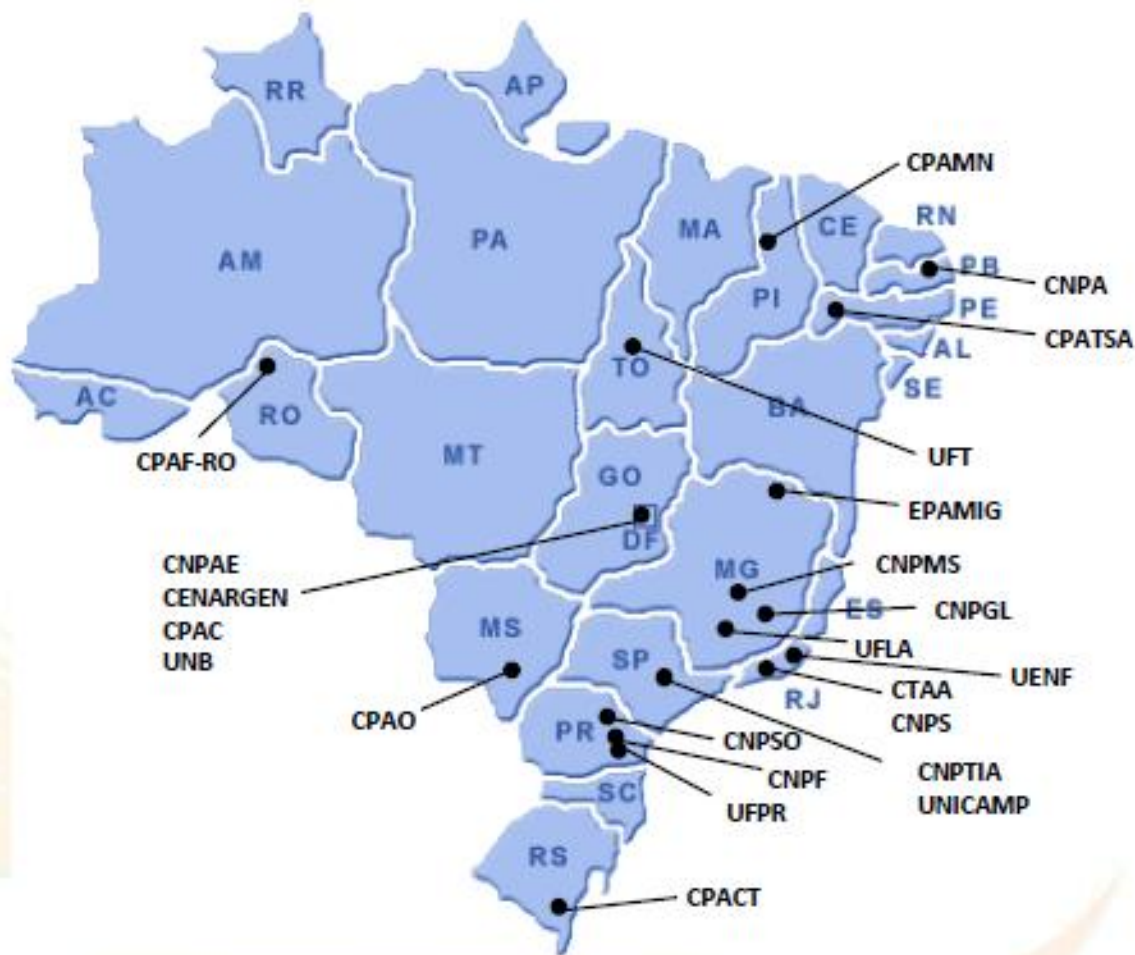 RR
AP
CPAMN
RN
AM
PA
MA
CE
PB
CNPA
PI
PE
CPATSA
AL
TO
SE
AC
BA
RO
CPAF-RO
MT
UFT
GO
EPAMIG
DF
CNPAE
CENARGEN
CPAC
UNB
MG
CNPMS
ES
CNPGL
MS
UFLA
SP
UENF
CTAA
CNPS
RJ
CPAO
PR
CNPSO
CNPF
CNPTIA
UNICAMP
SC
UFPR
RS
CPACT